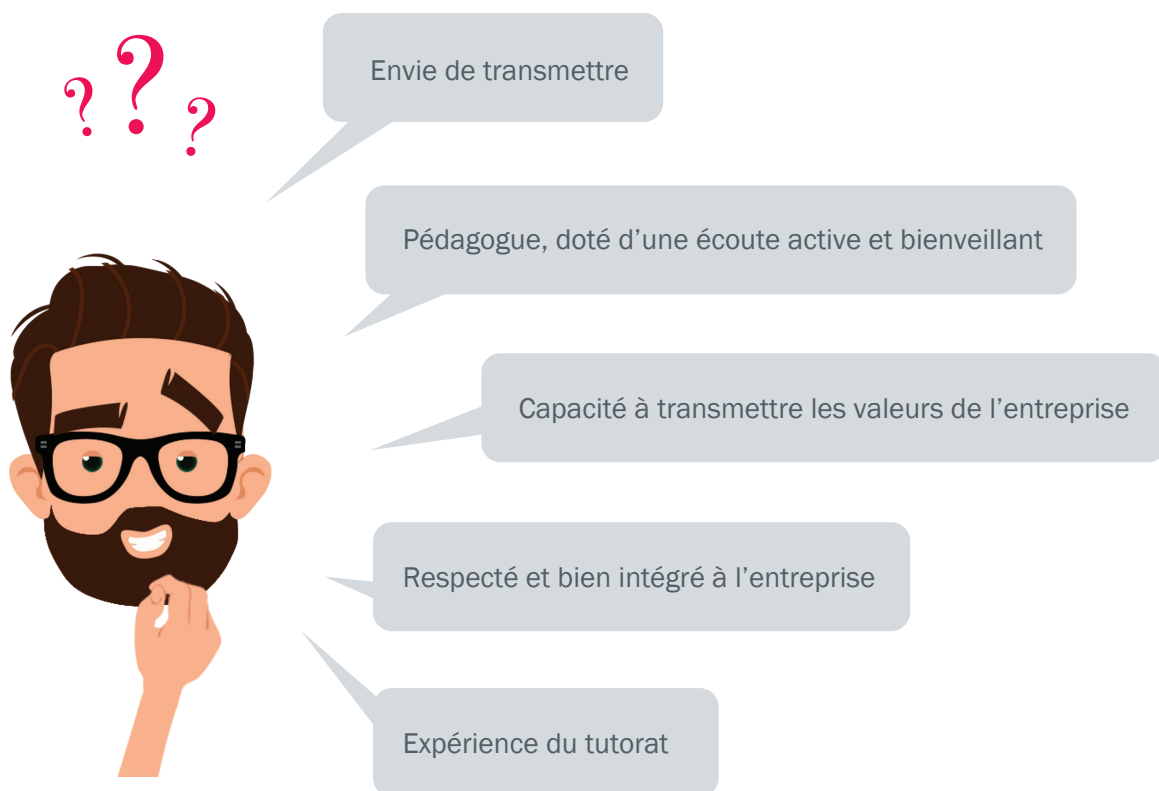 ? ? ?
Envie de transmettre
Pédagogue, doté d’une écoute active et bienveillant
Capacité à transmettre les valeurs de l’entreprise
Respecté et bien intégré à l’entreprise
Expérience du tutorat